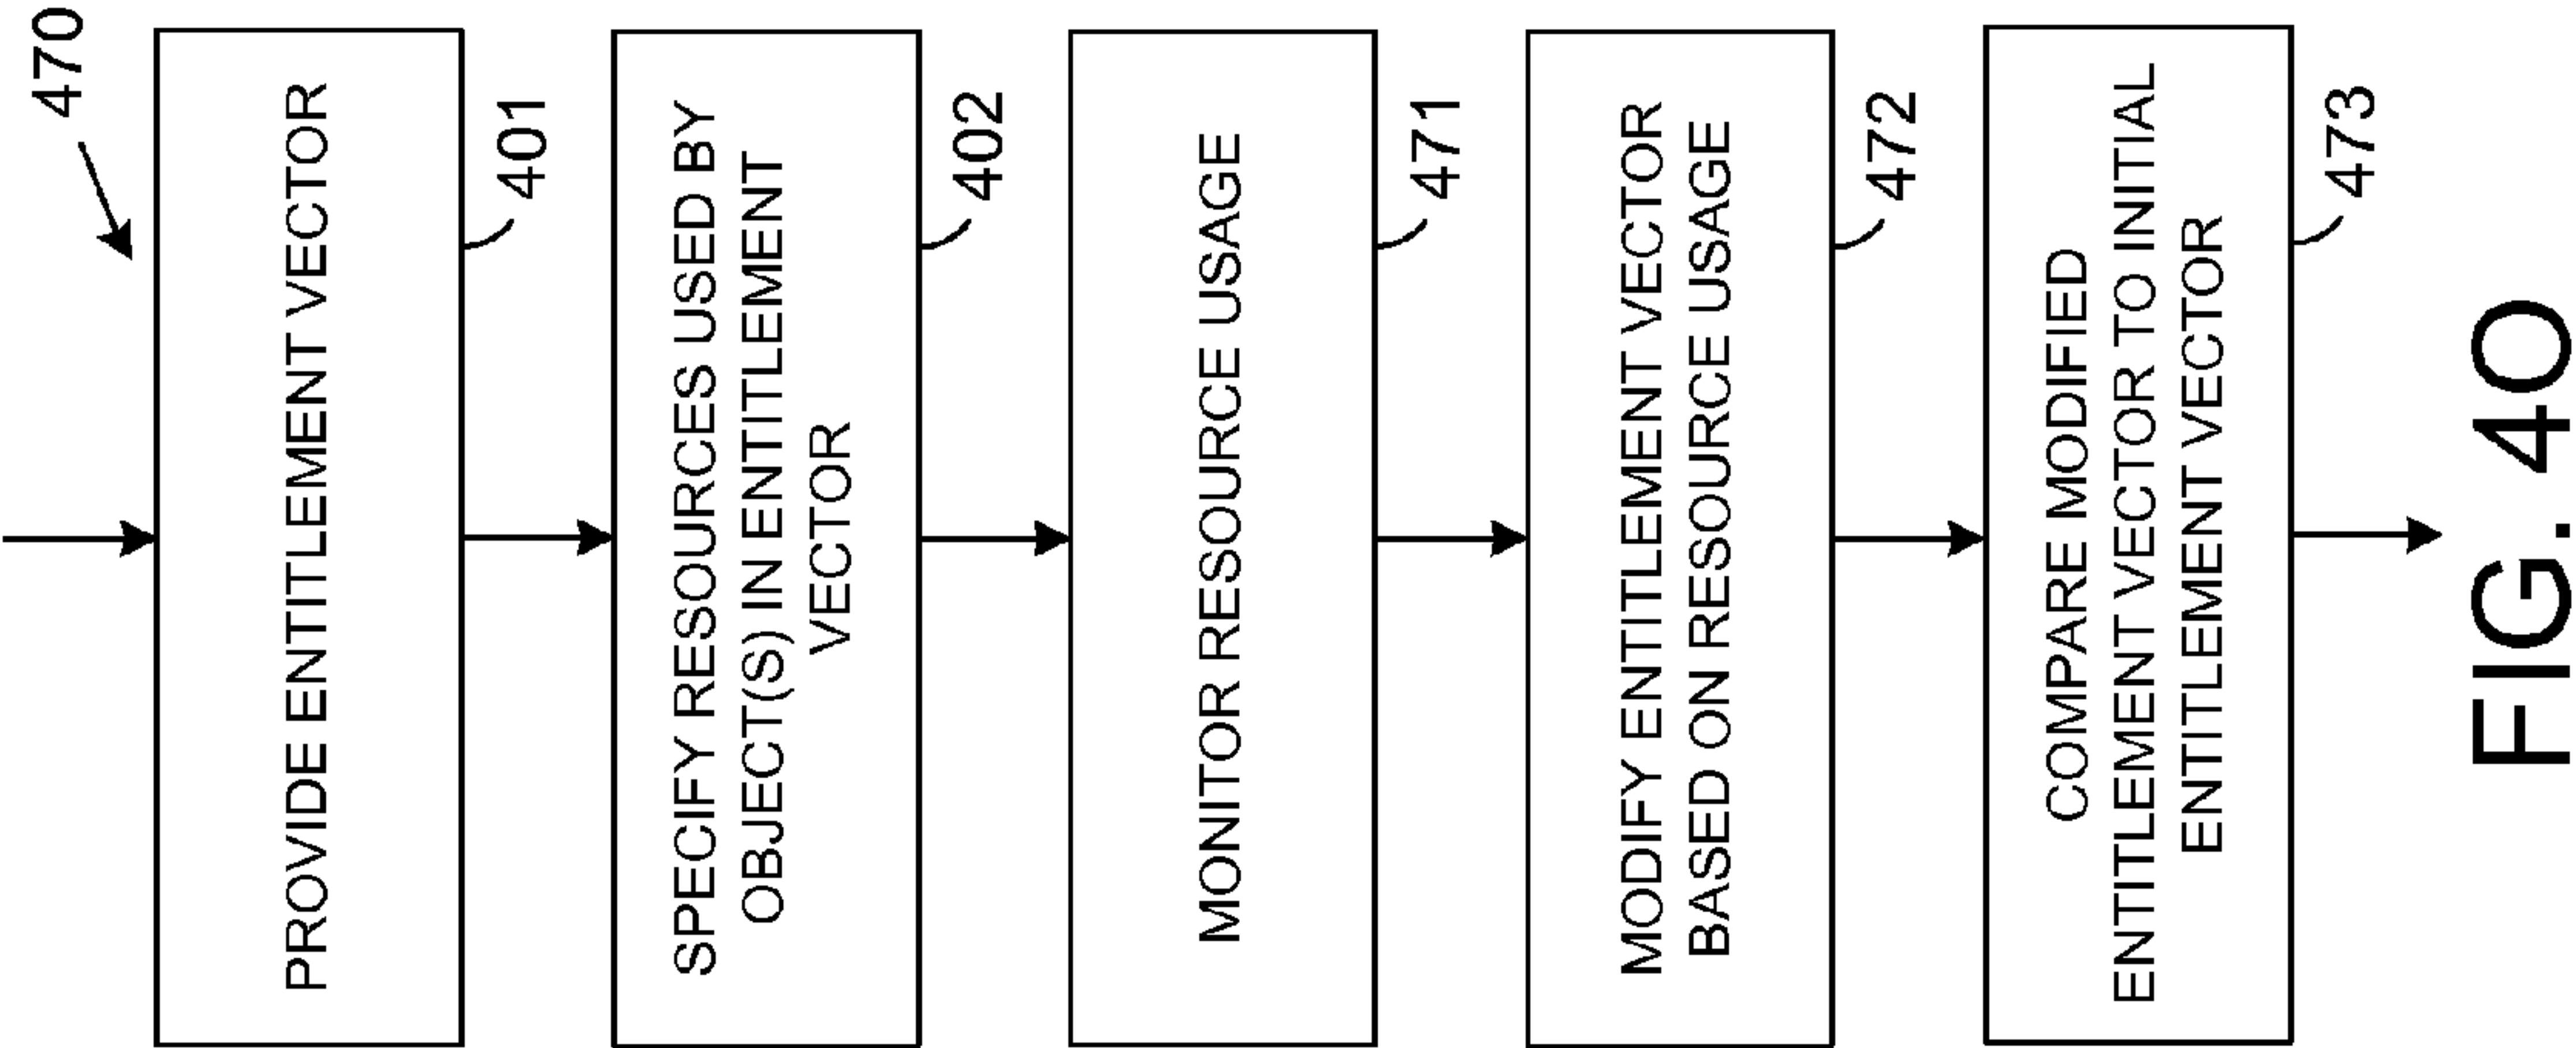 470
PROVIDE ENTITLEMENT VECTOR
401
SPECIFY RESOURCES USED BY
OBJECT(S) IN ENTITLEMENT
VECTOR
402
MONITOR RESOURCE USAGE
471
MODIFY ENTITLEMENT VECTOR
BASED ON RESOURCE USAGE
472
COMPARE MODIFIED
ENTITLEMENT VECTOR TO INITIAL
ENTITLEMENT VECTOR
473
FIG. 4O